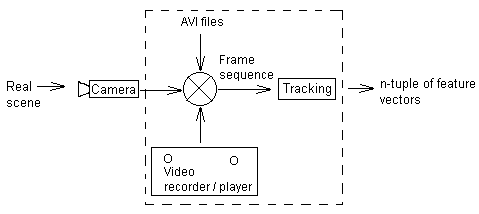 AVI files
Frame
sequence
Real
scene
Camera
Tracking
n-tuple of feature
vectors
Video
recorder / player